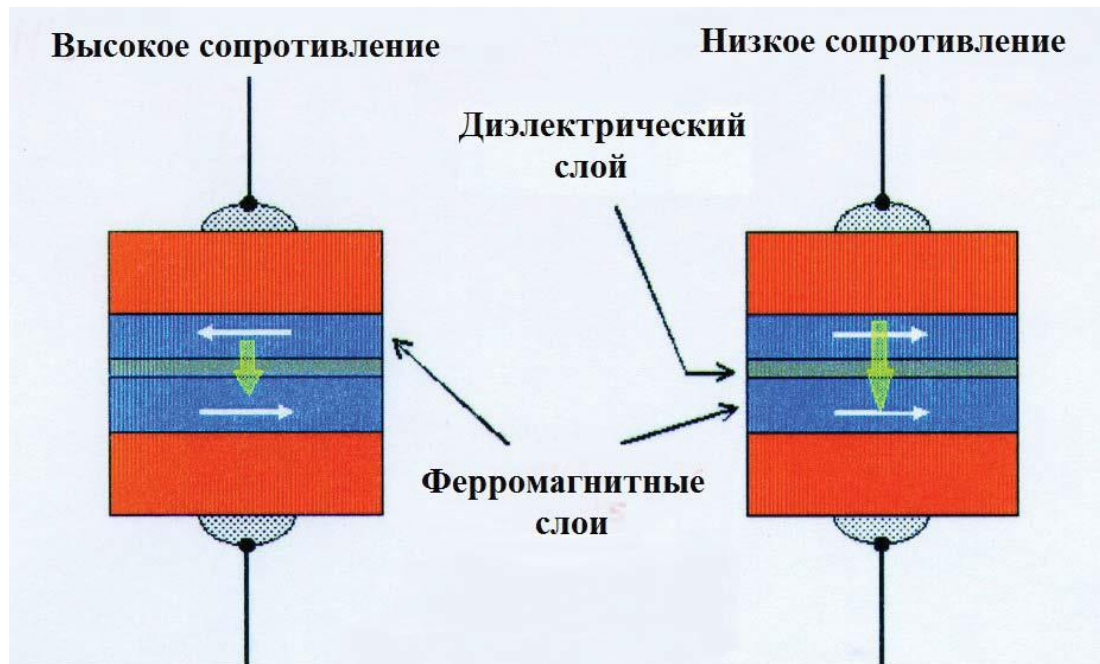 Высокое сопротивление
Низкое сопротивление
Диэлектрический
слой
Ферромагнитные
слои